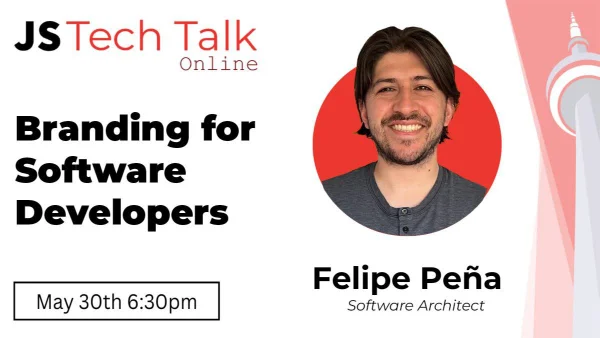 JS Tech Talk
Online
Branding for
Software
Developers
May 30th 6:30pm
Felipe Peña
Software Architect